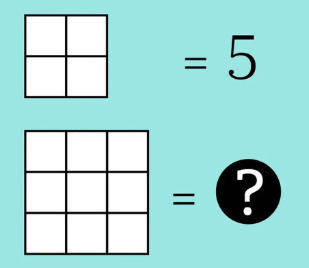 = 5
= ?